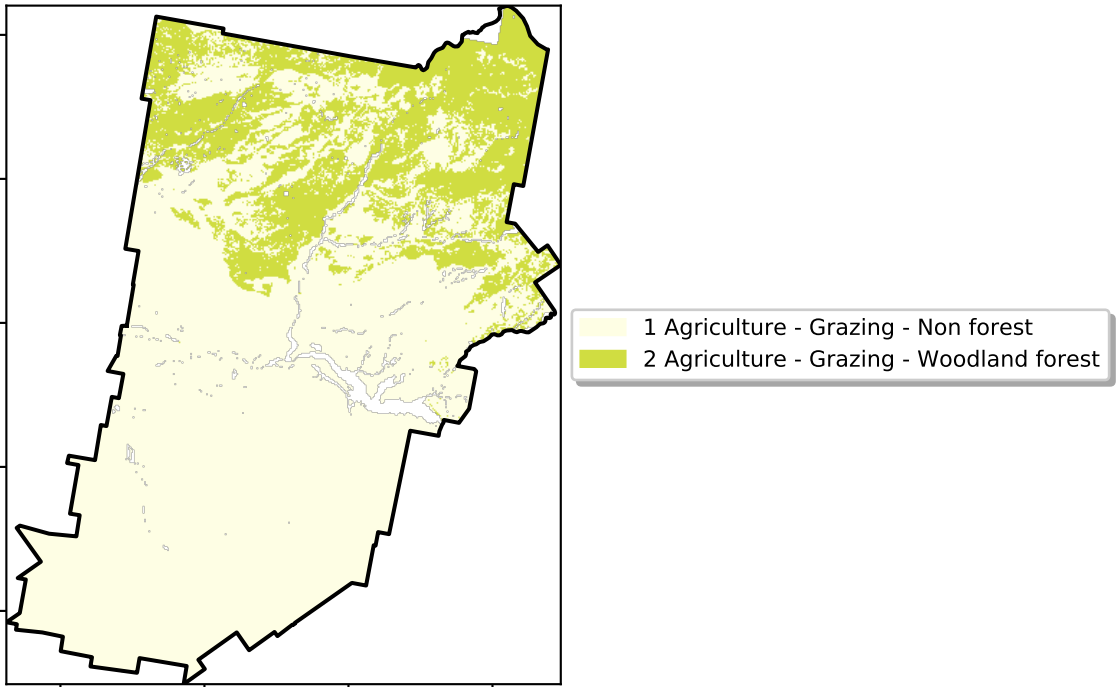 1 Agriculture - Grazing - Non forest
2 Agriculture - Grazing - Woodland forest